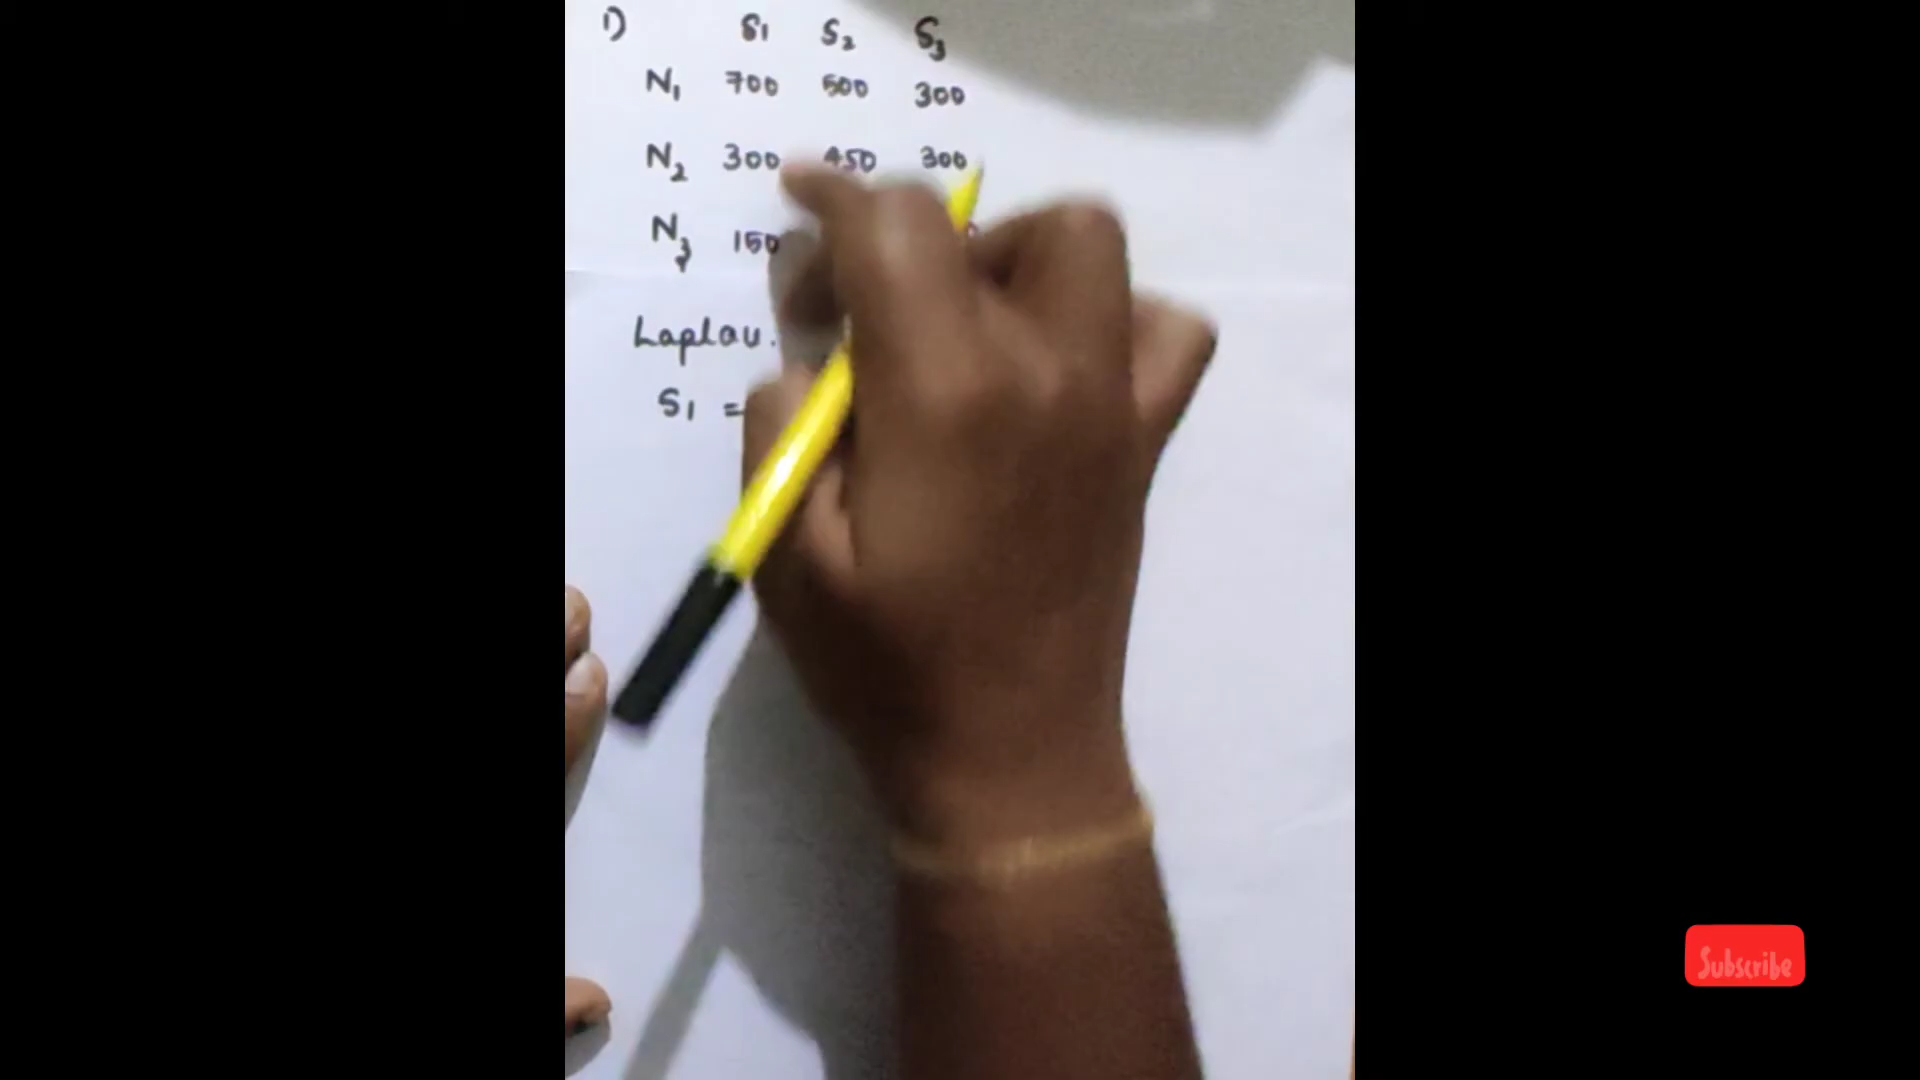 1) S1 S2 S3
N1 700 500 300
N2 300 450 300
N3 150
Laplau.
S1 =
Subscribe